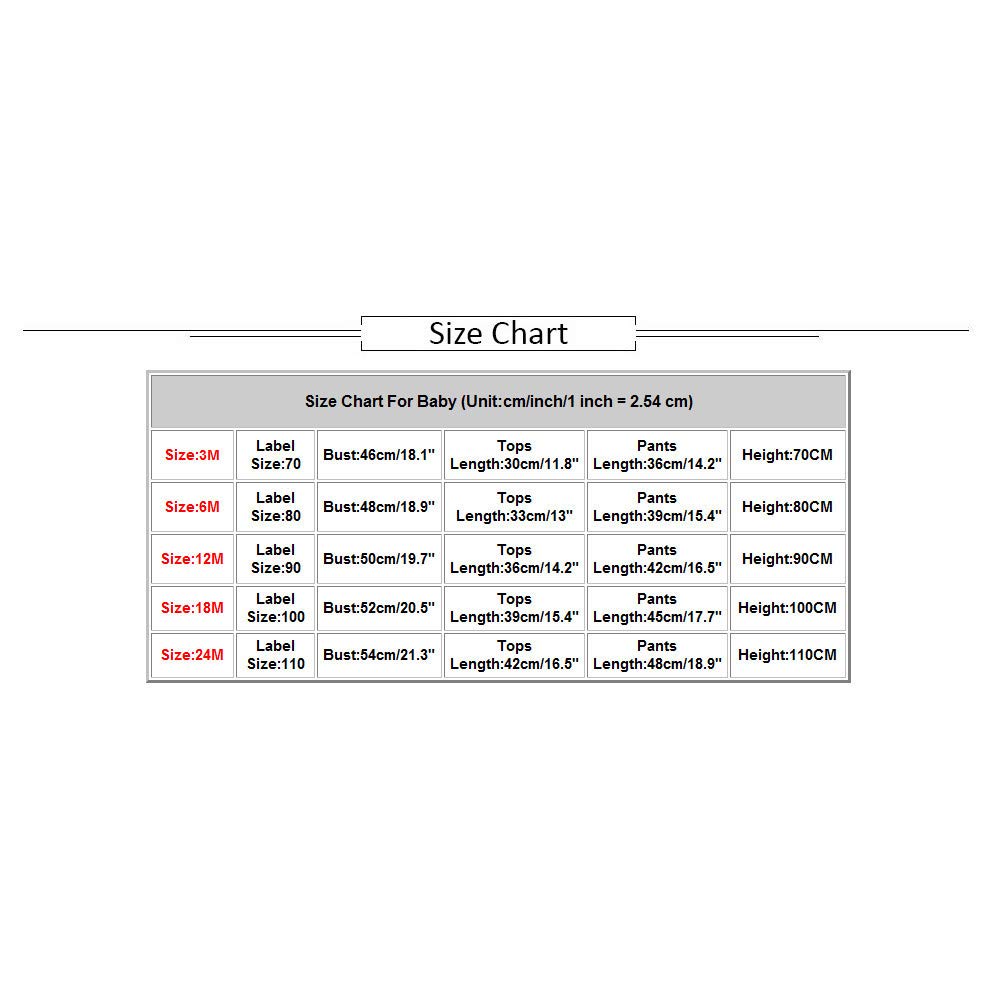 Size Chart
Size Chart For Baby (Unit:cm/inch/1 inch = 2.54 cm)
Size:3M
Label
Size:70
Bust:46cm/18.1"
Tops
Length:30cm/11.8"
Pants
Length:36cm/14.2"
Height:70CM
Size:6M
Label
Size:80
Bust:48cm/18.9"
Tops
Length:33cm/13"
Pants
Length:39cm/15.4"
Height:80CM
Size:12M
Label
Size:90
Bust:50cm/19.7"
Tops
Length:36cm/14.2"
Pants
Length:42cm/16.5"
Height:90CM
Size:18M
Label
Size:100
Bust:52cm/20.5"
Tops
Length:39cm/15.4"
Pants
Length:45cm/17.7"
Height:100CM
Size:24M
Label
Size:110
Bust:54cm/21.3"
Tops
Length:42cm/16.5"
Pants
Length:48cm/18.9"
Height:110CM